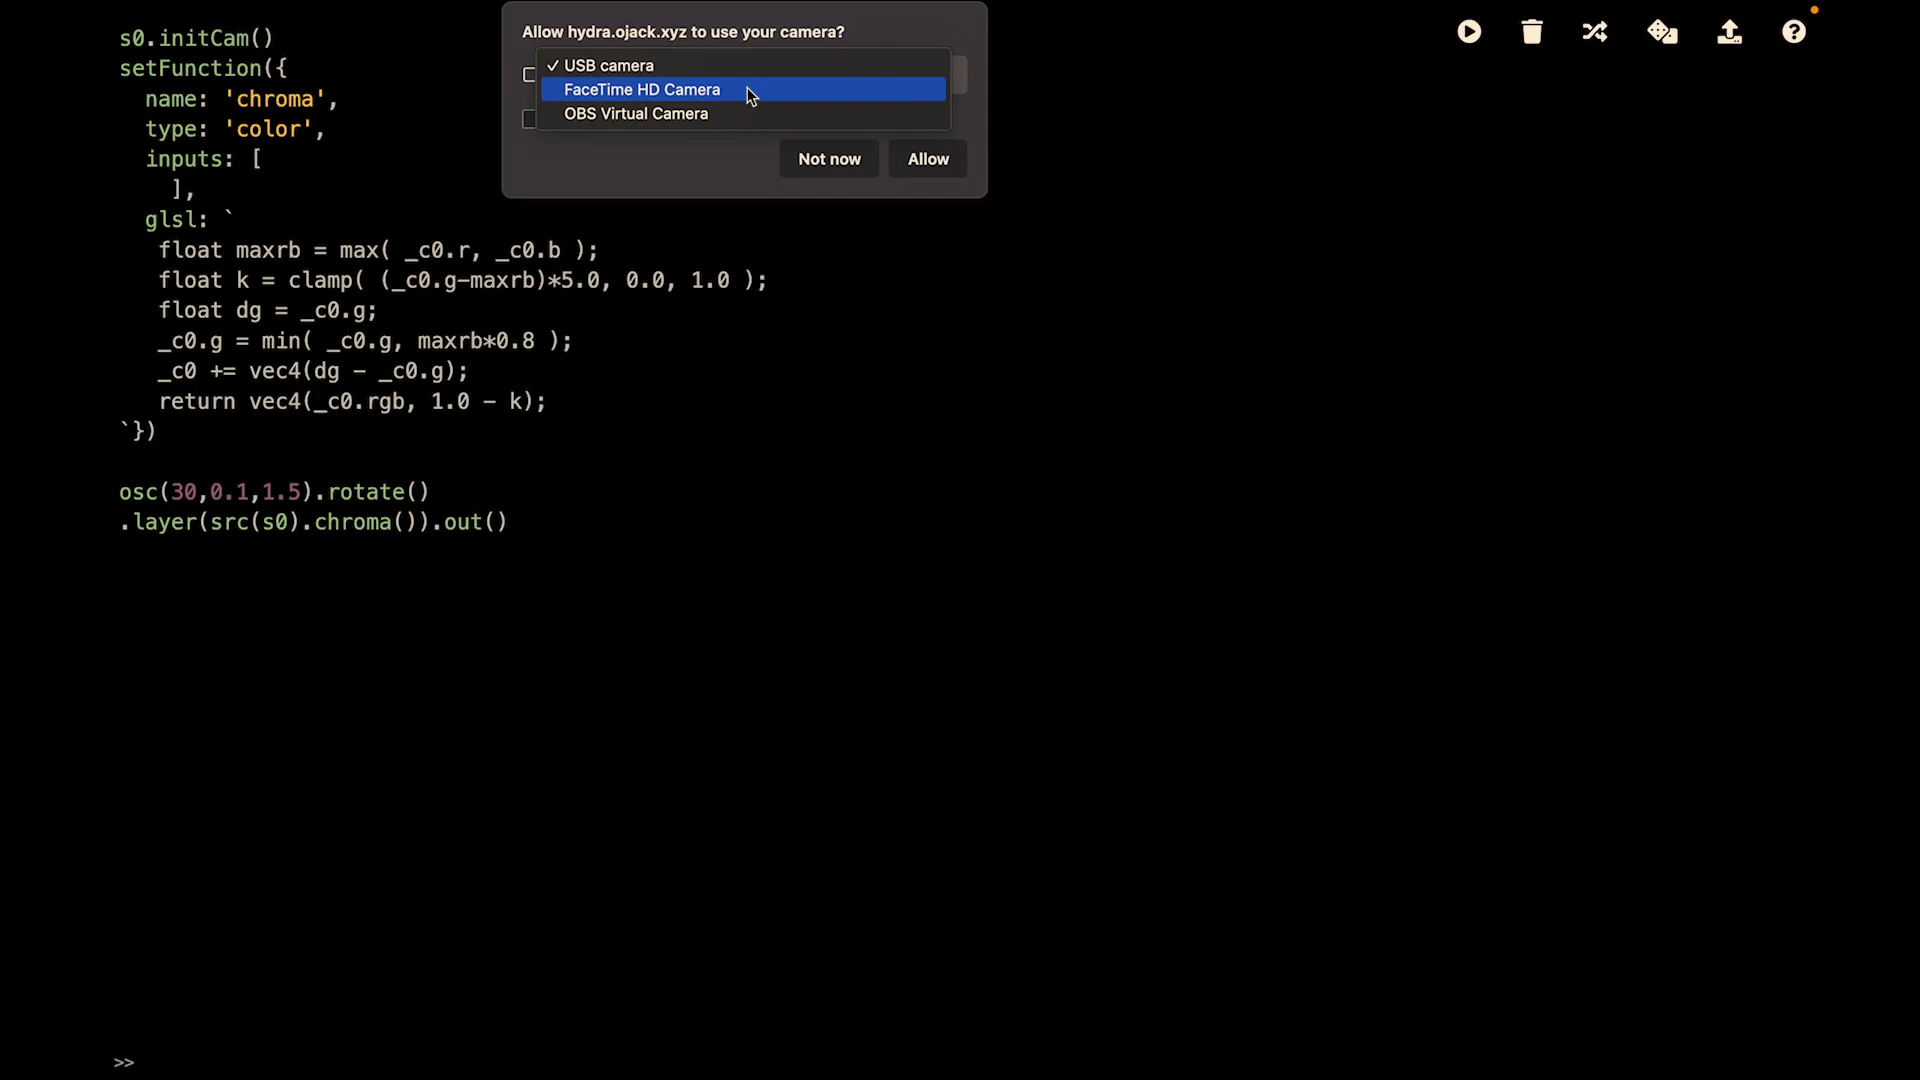 s0.initCam()
setFunction({
name: 'chroma',
type: 'color',
inputs: [
],
glsl: `
float maxrb = max( _c0.r, _c0.b );
float k = clamp( (_c0.g-maxrb)*5.0, 0.0, 1.0 );
float dg = _c0.g;
_c0.g = min( _c0.g, maxrb*0.8 );
_c0 += vec4(dg - _c0.g);
return vec4(_c0.rgb, 1.0 - k);
`})
osc(30,0.1,1.5).rotate()
.layer(src(s0).chroma()).out()
>>
Allow hydra.ojack.xyz to use your camera?
✓ USB camera
FaceTime HD Camera
OBS Virtual Camera
Not now Allow
?